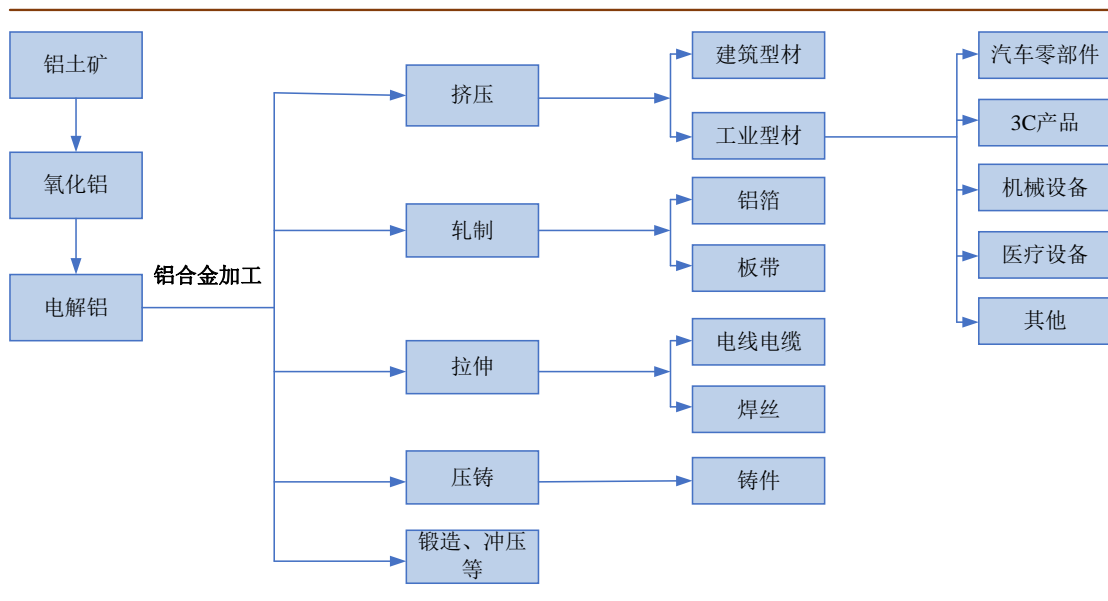 铝土矿
氧化铝
电解铝
铝合金加工
挤压
轧制
拉伸
压铸
锻造、冲压
等
建筑型材
工业型材
铝箔
板带
电线电缆
焊丝
铸件
汽车零部件
3C产品
机械设备
医疗设备
其他